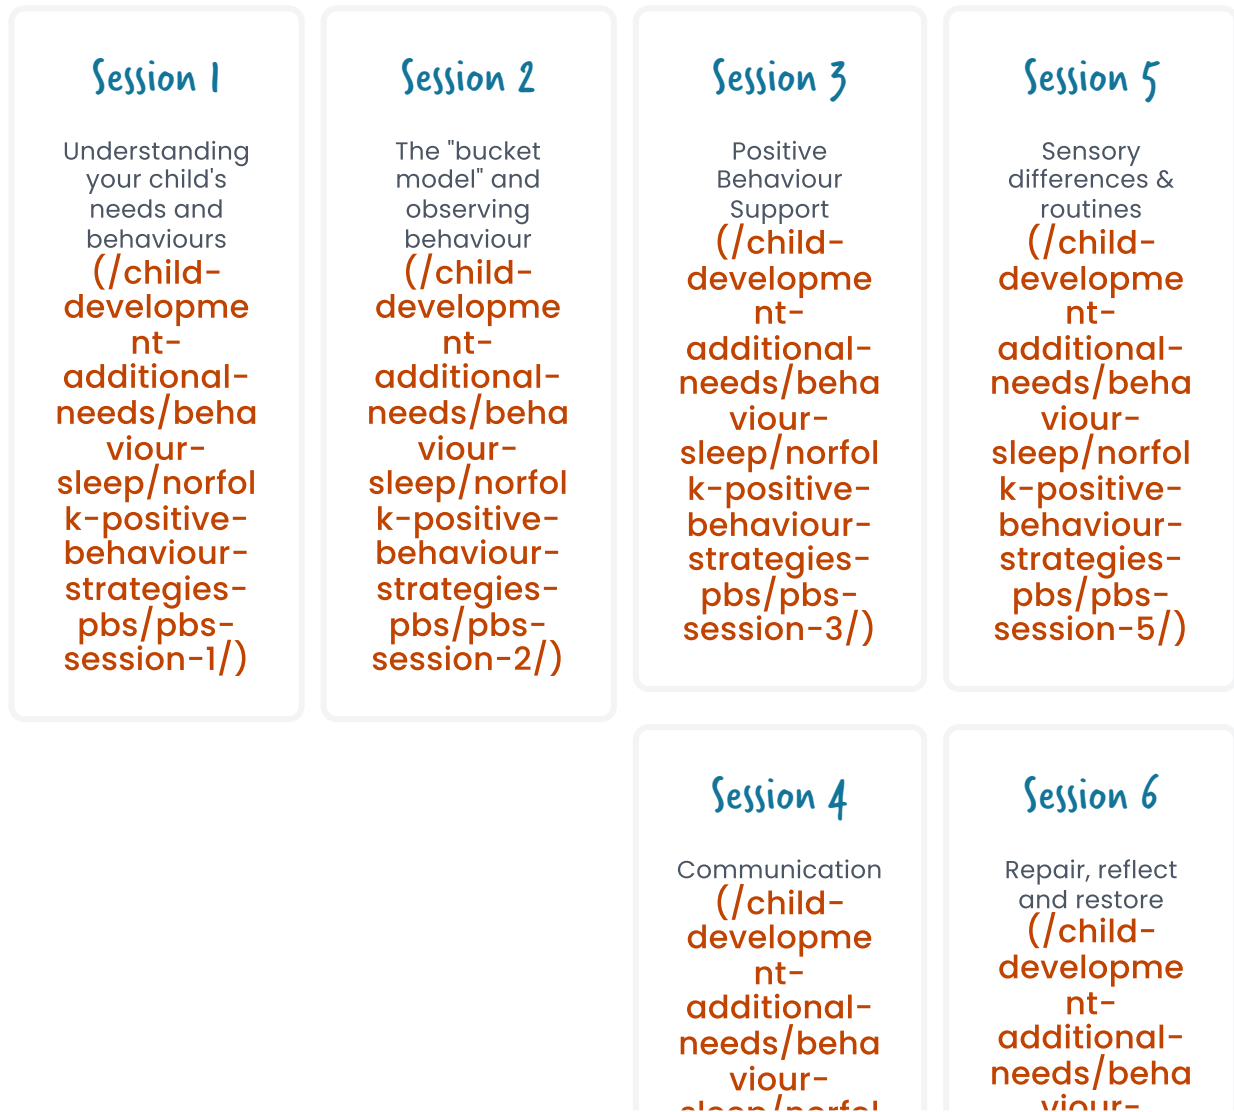 Session 1
Understanding
your child's
needs and
behaviours
(/child-
developme
nt-
additional-
needs/beha
viour-
sleep/norfol
k-positive-
behaviour-
strategies-
pbs/pbs-
session-1/)
Session 2
The "bucket
model" and
observing
behaviour
(/child-
developme
nt-
additional-
needs/beha
viour-
sleep/norfol
k-positive-
behaviour-
strategies-
pbs/pbs-
session-2/)
Session 3
Positive
Behaviour
Support
(/child-
developme
nt-
additional-
needs/beha
viour-
sleep/norfol
k-positive-
behaviour-
strategies-
pbs/pbs-
session-3/)
Session 4
Communication
(/child-
developme
nt-
additional-
needs/beha
viour-
sleep/norfol
Session 5
Sensory
differences &
routines
(/child-
developme
nt-
additional-
needs/beha
viour-
sleep/norfol
k-positive-
behaviour-
strategies-
pbs/pbs-
session-5/)
Session 6
Repair, reflect
and restore
(/child-
developme
nt-
additional-
needs/beha
viour-